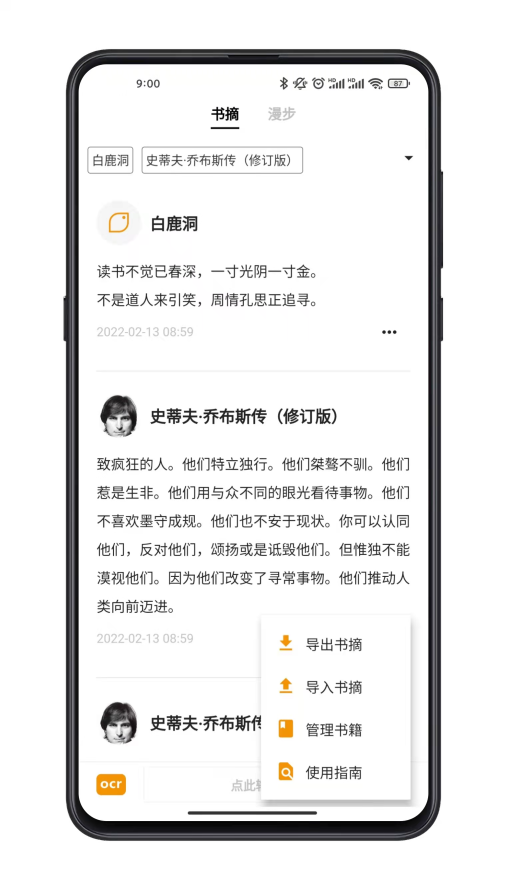 9:00
HD HD 87
书摘 漫步
白鹿洞 史蒂夫·乔布斯传（修订版）
白鹿洞
读书不觉已春深，一寸光阴一寸金。
不是道人来引笑，周情孔思正追寻。
2022-02-13 08:59
史蒂夫·乔布斯传（修订版）
致疯狂的人。他们特立独行。他们桀骜不驯。他们
惹是生非。他们用与众不同的眼光看待事物。他们
不喜欢墨守成规。他们也不安于现状。你可以认同
他们，反对他们，颂扬或是诋毁他们。但惟独不能
漠视他们。因为他们改变了寻常事物。他们推动人
类向前迈进。
2022-02-13 08:59
史蒂夫·乔布斯传
导出书摘
导入书摘
管理书籍
使用指南
ocr 点此